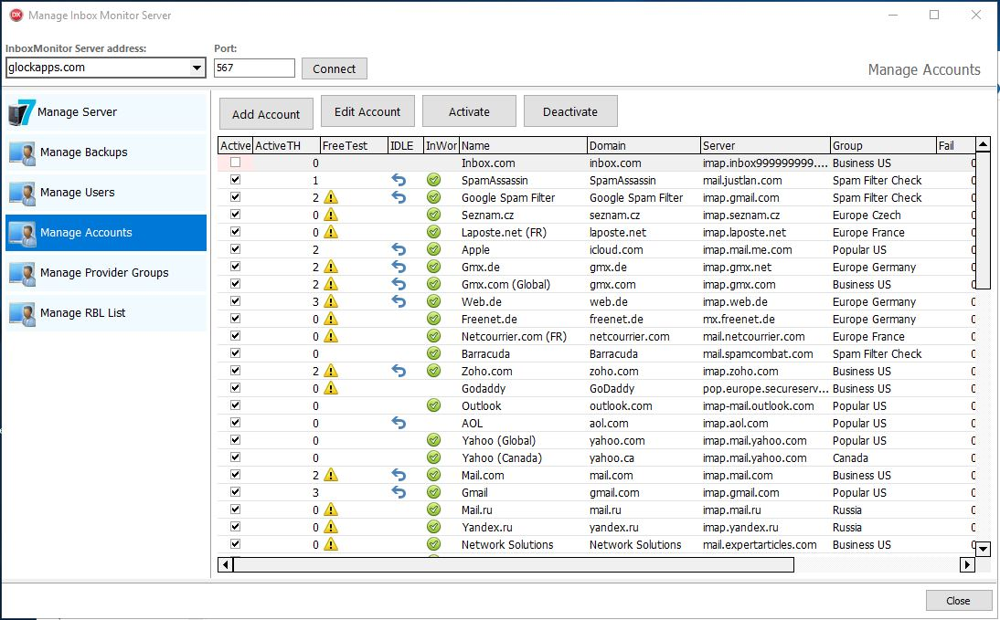 Manage Inbox Monitor Server
InboxMonitor Server address:
Port:
glockapps.com
567
Connect
Manage Accounts
Manage Server
Manage Backups
Manage Users
Manage Accounts
Manage Provider Groups
Manage RBL List
Add Account
Edit Account
Activate
Deactivate
Active ActiveTH FreeTest IDLE InWor Name Domain Server Group Fail
0 Inbox.com inbox.com imap.inbox999999999.... Business US 0
1 SpamAssassin SpamAssassin mail.justlan.com Spam Filter Check 0
2 Google Spam Filter Google Spam Filter imap.gmail.com Spam Filter Check 0
0 Seznam.cz seznam.cz imap.seznam.cz Europe Czech 0
0 Laposte.net (FR) laposte.net imap.laposte.net Europe France 0
2 Apple icloud.com imap.mail.me.com Popular US 0
2 Gmx.de gmx.de imap.gmx.net Europe Germany 0
2 Gmx.com (Global) gmx.com imap.gmx.com Business US 0
3 Web.de web.de imap.web.de Europe Germany 0
0 Freenet.de freenet.de mx.freenet.de Europe Germany 0
0 Netcourrier.com (FR) netcourrier.com mail.netcourrier.com Europe France 0
0 Barracuda Barracuda mail.spamcombat.com Spam Filter Check 0
2 Zoho.com zoho.com imap.zoho.com Business US 0
0 Godaddy GoDaddy pop.europe.secureserv... Business US 0
0 Outlook outlook.com imap-mail.outlook.com Popular US 0
0 AOL aol.com imap.aol.com Popular US 0
0 Yahoo (Global) yahoo.com imap.mail.yahoo.com Popular US 0
0 Yahoo (Canada) yahoo.ca imap.mail.yahoo.com Canada 0
2 Mail.com mail.com imap.mail.com Business US 0
3 Gmail gmail.com imap.gmail.com Popular US 0
0 Mail.ru mail.ru imap.mail.ru Russia 0
0 Yandex.ru yandex.ru imap.yandex.ru Russia 0
0 Network Solutions Network Solutions mail.expertarticles.com Business US 0
Close